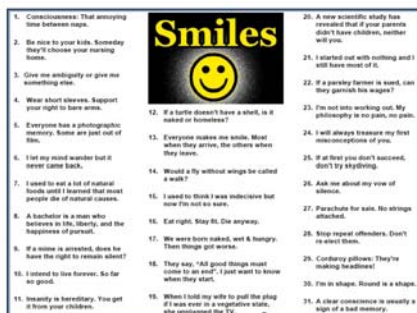 1. Consciousness: That annoying
time between naps.
2. Be nice to your kids. Someday
they'll choose your nursing
home.
3. Give me ambiguity or give me
something else.
4. Wear short sleeves. Support
your right to bare arms.
5. Everyone has a photographic
memory. Some are just out of
film.
6. I let my mind wander but it
never came back.
7. I used to eat a lot of natural
foods until I learned that most
people die of natural causes.
8. A bachelor is a man who
believes in life, liberty, and the
happiness of pursuit.
9. If a mime is arrested, does he
have the right to remain silent?
10. I intend to live forever. So far
so good.
11. Insanity is hereditary. You get
it from your children.
Smiles
12. If a turtle doesn't have a shell, is it
naked or homeless?
13. Everyone makes me smile. Most
when they arrive, the others when
they leave.
14. Would a fly without wings be called
a walk?
15. I used to think I was indecisive but
now I'm not so sure.
16. Eat right. Stay fit. Die anyway.
17. We were born naked, wet & hungry.
Then things got worse.
18. They say, "All good things must
come to an end". I just want to know
when they start.
19. When I told my wife to pull the plug
if I was ever in a vegetative state,
she unplugged the TV.
20. A new scientific study has
revealed that if your parents
didn't have children, neither
will you.
21. I started out with nothing and I
still have most of it.
22. If a parsley farmer is sued, can
they garnish his wages?
23. I'm not into working out. My
philosophy is no pain, no pain.
24. I will always treasure my first
misconceptions of you.
25. If at first you don't succeed,
don't try skydiving.
26. Ask me about my vow of
silence.
27. Parachute for sale. No strings
attached.
28. Stop repeat offenders. Don't
re-elect them.
29. Corduroy pillows: They're
making headlines!
30. I'm in shape. Round is a shape.
31. A clear conscience is usually a
sign of a bad memory.